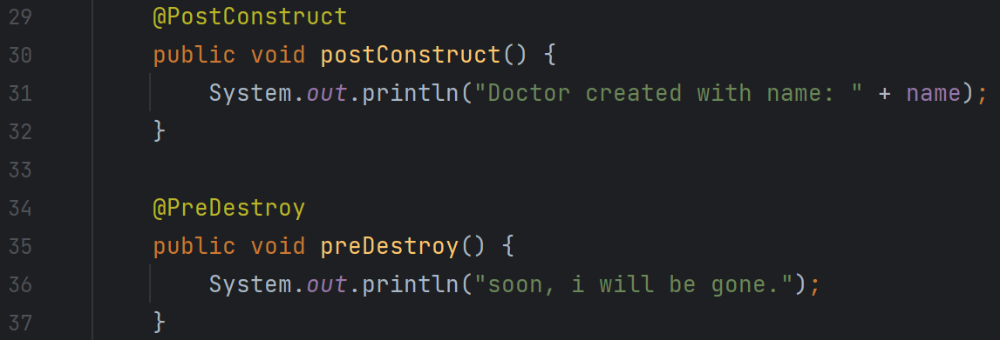 29 @PostConstruct
30 public void postConstruct() {
31 System.out.println("Doctor created with name: " + name);
32 }
33
34 @PreDestroy
35 public void preDestroy() {
36 System.out.println("soon, i will be gone.");
37 }